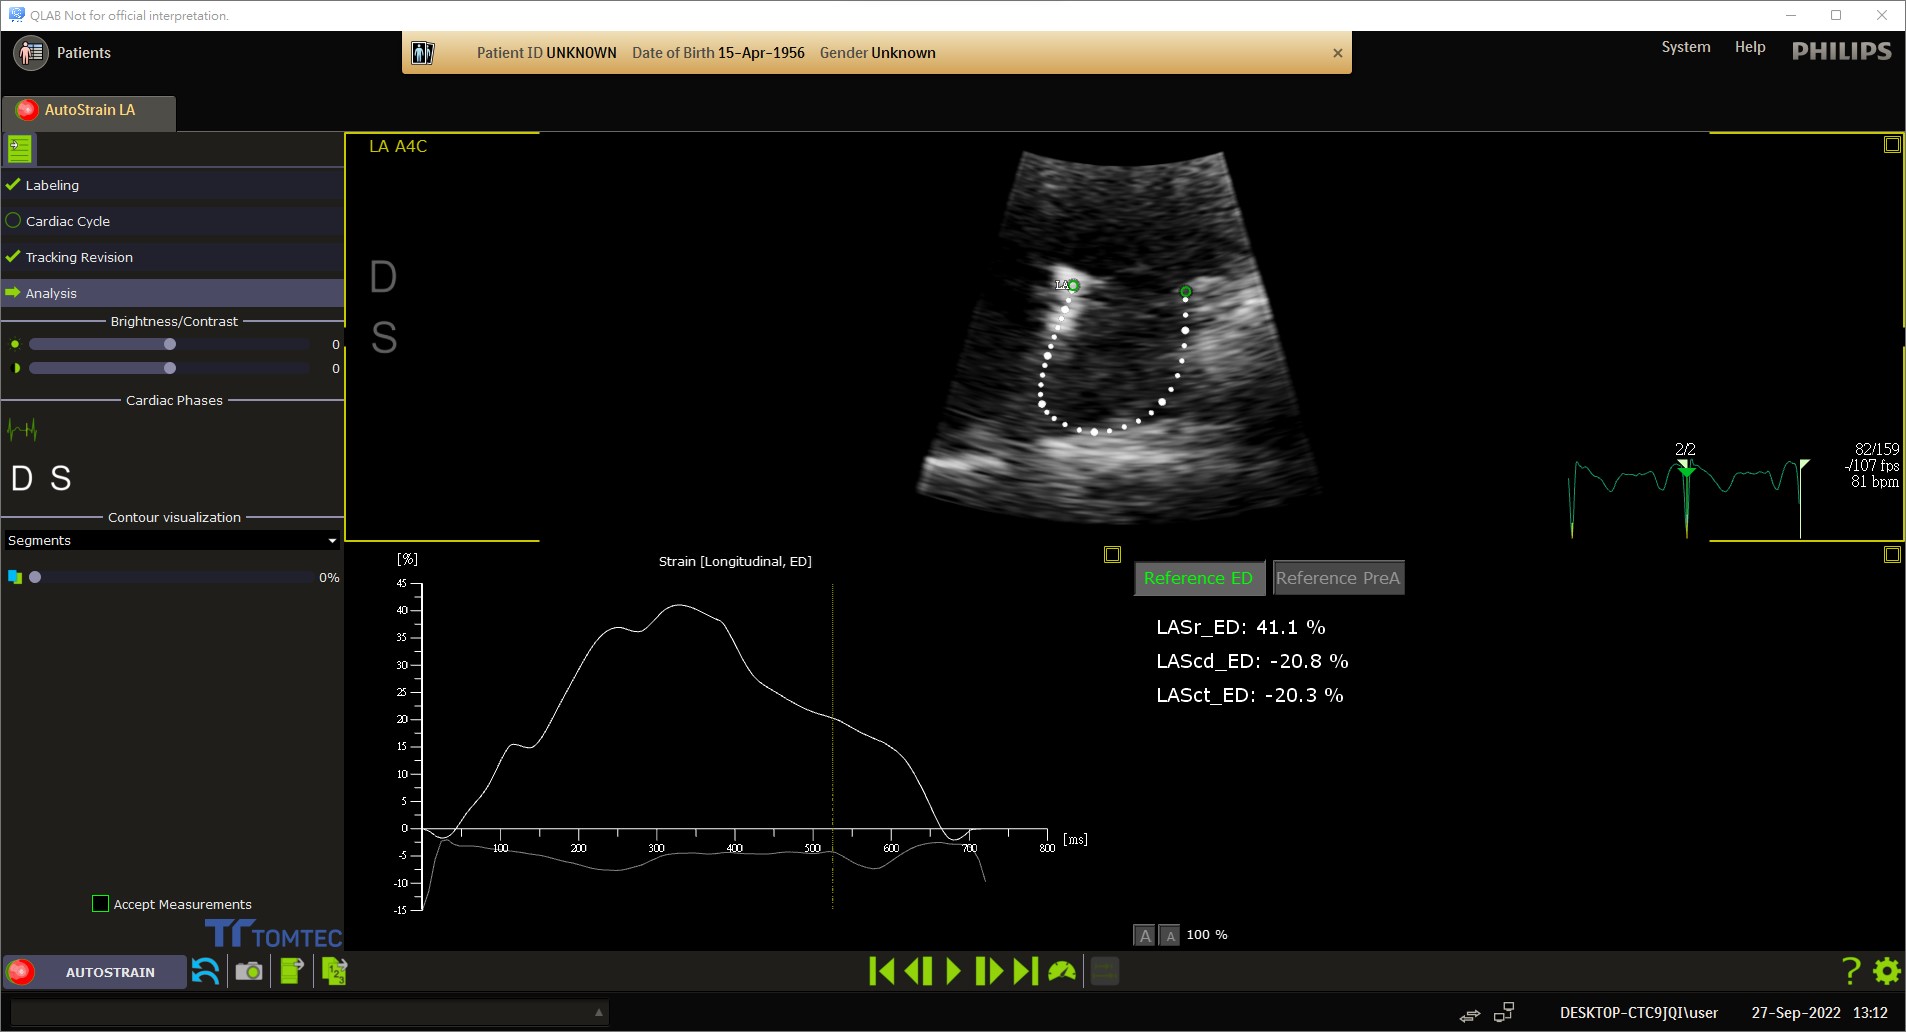 QLAB Not for official interpretation.
Patients
Patient ID UNKNOWN Date of Birth 15-Apr-1956 Gender Unknown
System Help PHILIPS
AutoStrain LA
Labeling
Cardiac Cycle
Tracking Revision
Analysis
Brightness/Contrast
0
0
Cardiac Phases
D S
Contour visualization
Segments
0%
Accept Measurements
TOMTEC
LA A4C
D
S
LA
2/2
82/159
-/107 fps
81 bpm
[%]
Strain [Longitudinal, ED]
45
40
35
30
25
20
15
10
5
0
-5
-10
-15
100 200 300 400 500 600 700 800 [ms]
Reference ED Reference PreA
LASr_ED: 41.1 %
LAScd_ED: -20.8 %
LASct_ED: -20.3 %
A A 100 %
AUTOSTRAIN
1 2 3
?
DESKTOP-CTC9JQI\user 27-Sep-2022 13:12